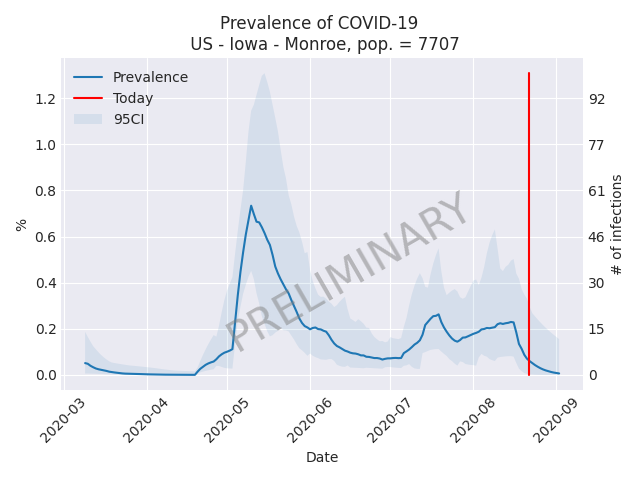 Prevalence of COVID-19
US - Iowa - Monroe, pop. = 7707
Prevalence
Today
95CI
PRELIMINARY
%
1.2
1.0
0.8
0.6
0.4
0.2
0.0
92
77
61
46
30
15
0
# of infections
2020-03
2020-04
2020-05
2020-06
2020-07
2020-08
2020-09
Date